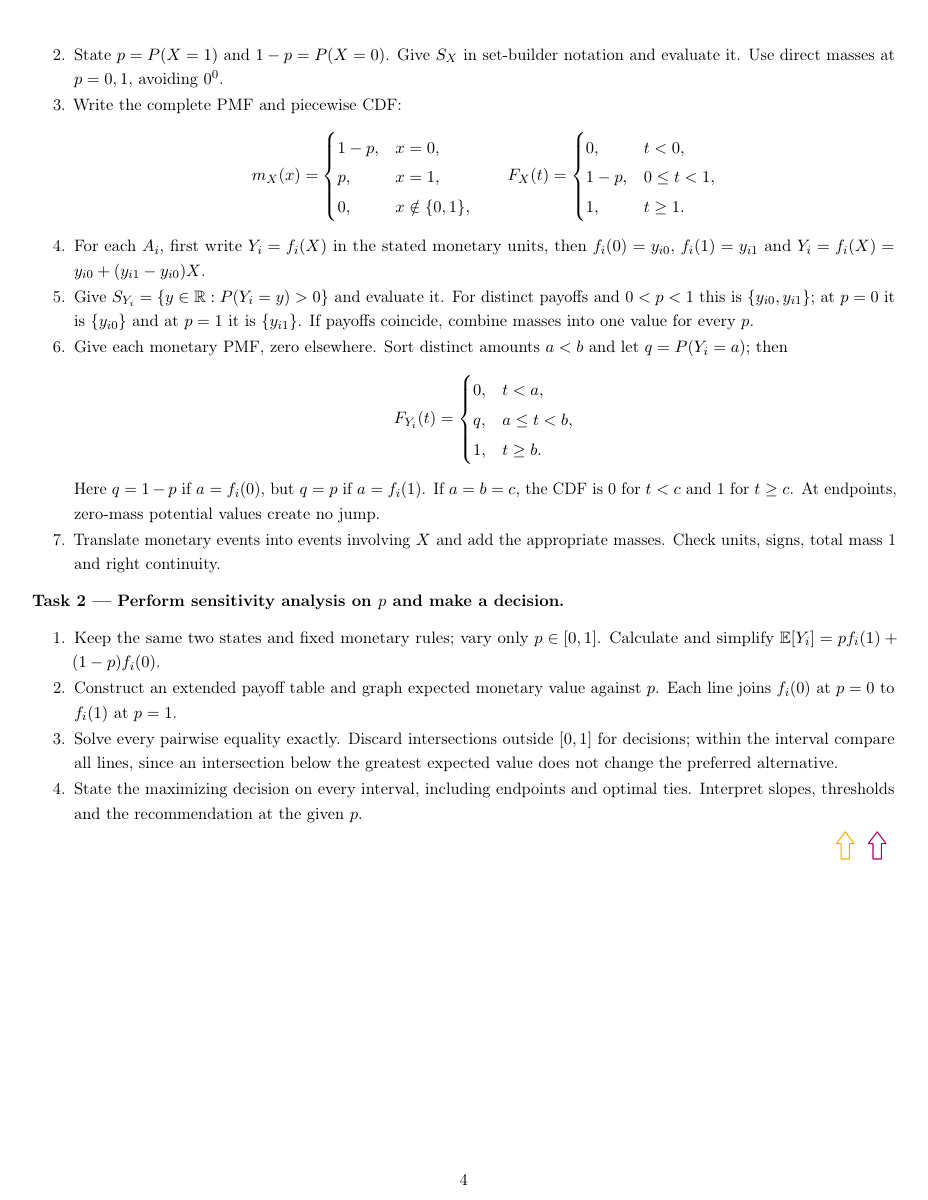 2. State p = P(X = 1) and 1 − p = P(X = 0). Give S_X in set-builder notation and evaluate it. Use direct masses at
p = 0, 1, avoiding 0^0.
3. Write the complete PMF and piecewise CDF:
m_X(x) = { 1 − p, x = 0, p, x = 1, 0, x ∉ {0, 1}, F_X(t) = { 0, t < 0, 1 − p, 0 ≤ t < 1, 1, t ≥ 1.
4. For each A_i, first write Y_i = f_i(X) in the stated monetary units, then f_i(0) = y_{i0}, f_i(1) = y_{i1} and Y_i = f_i(X) =
y_{i0} + (y_{i1} − y_{i0})X.
5. Give S_{Y_i} = {y ∈ ℝ : P(Y_i = y) > 0} and evaluate it. For distinct payoffs and 0 < p < 1 this is {y_{i0}, y_{i1}}; at p = 0 it
is {y_{i0}} and at p = 1 it is {y_{i1}}. If payoffs coincide, combine masses into one value for every p.
6. Give each monetary PMF, zero elsewhere. Sort distinct amounts a < b and let q = P(Y_i = a); then
F_{Y_i}(t) = { 0, t < a, q, a ≤ t < b, 1, t ≥ b.
Here q = 1 − p if a = f_i(0), but q = p if a = f_i(1). If a = b = c, the CDF is 0 for t < c and 1 for t ≥ c. At endpoints,
zero-mass potential values create no jump.
7. Translate monetary events into events involving X and add the appropriate masses. Check units, signs, total mass 1
and right continuity.
Task 2 — Perform sensitivity analysis on p and make a decision.
1. Keep the same two states and fixed monetary rules; vary only p ∈ [0, 1]. Calculate and simplify 𝔼[Y_i] = pf_i(1) +
(1 − p)f_i(0).
2. Construct an extended payoff table and graph expected monetary value against p. Each line joins f_i(0) at p = 0 to
f_i(1) at p = 1.
3. Solve every pairwise equality exactly. Discard intersections outside [0, 1] for decisions; within the interval compare
all lines, since an intersection below the greatest expected value does not change the preferred alternative.
4. State the maximizing decision on every interval, including endpoints and optimal ties. Interpret slopes, thresholds
and the recommendation at the given p.
4